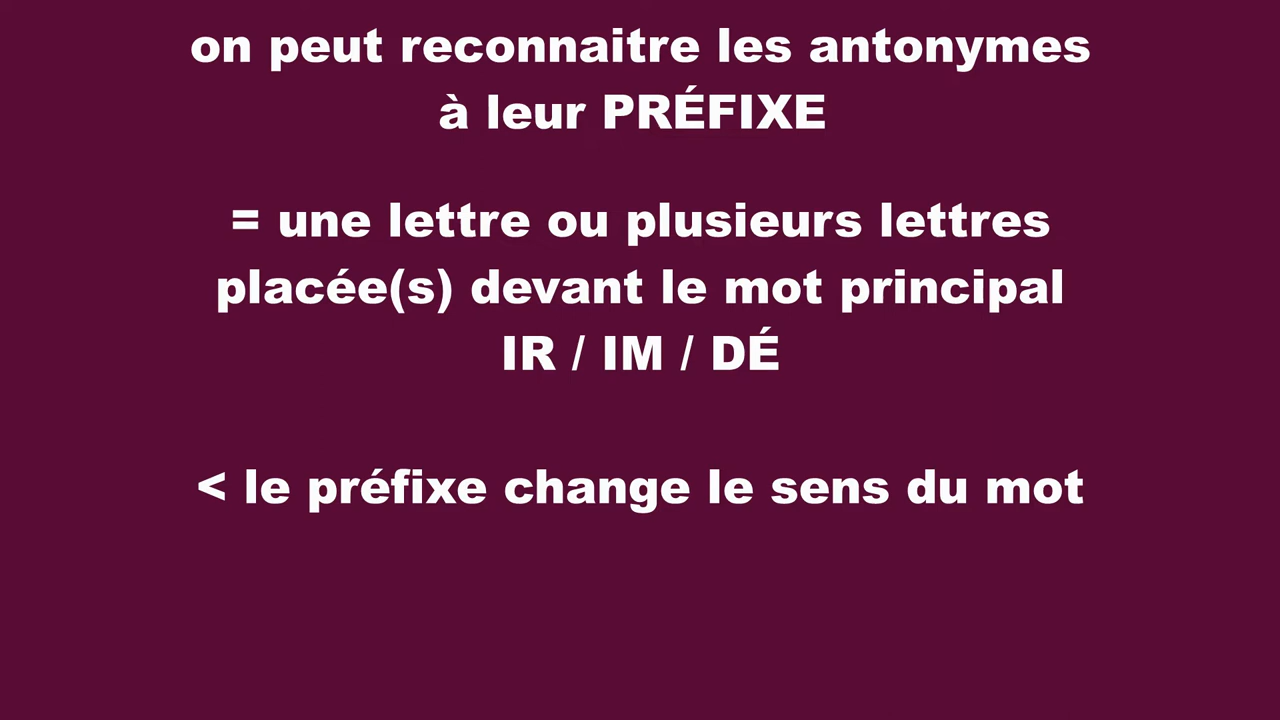 on peut reconnaitre les antonymes
à leur PRÉFIXE
= une lettre ou plusieurs lettres
placée(s) devant le mot principal
IR / IM / DÉ
< le préfixe change le sens du mot